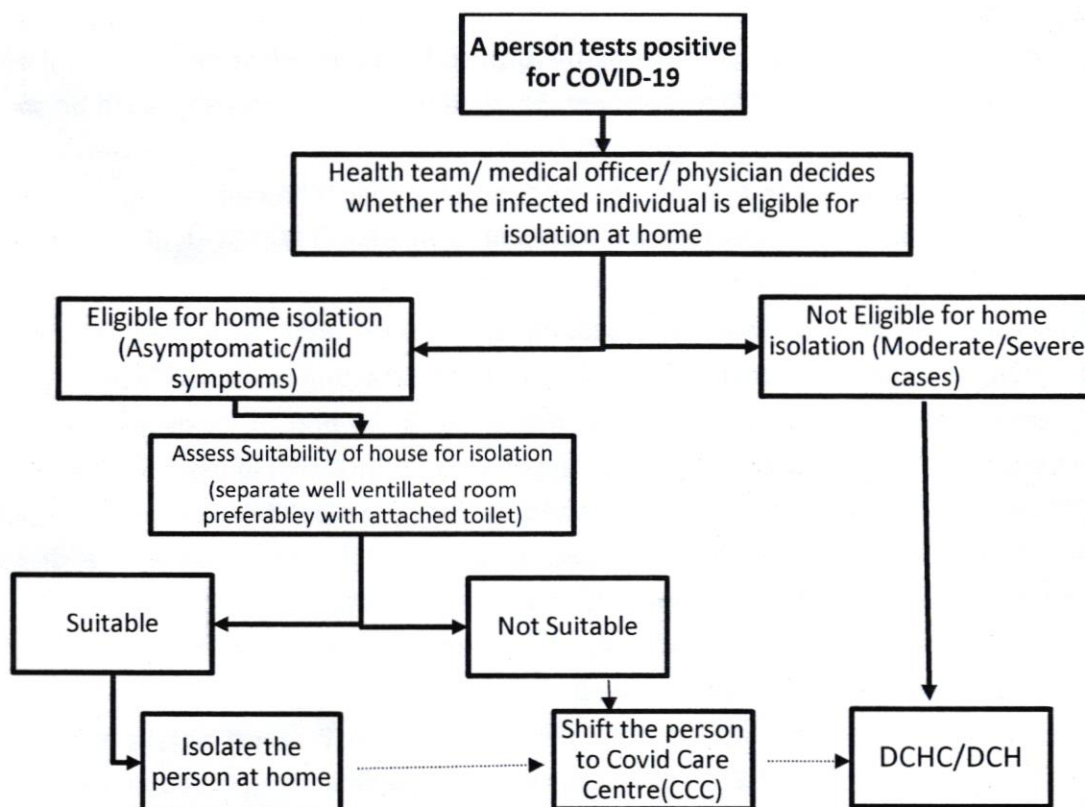 A person tests positive
for COVID-19
Health team/ medical officer/ physician decides
whether the infected individual is eligible for
isolation at home
Eligible for home isolation
(Asymptomatic/mild
symptoms)
Not Eligible for home
isolation (Moderate/Severe
cases)
Assess Suitability of house for isolation
(separate well ventillated room
preferabley with attached toilet)
Suitable
Not Suitable
Isolate the
person at home
Shift the person
to Covid Care
Centre(CCC)
DCHC/DCH